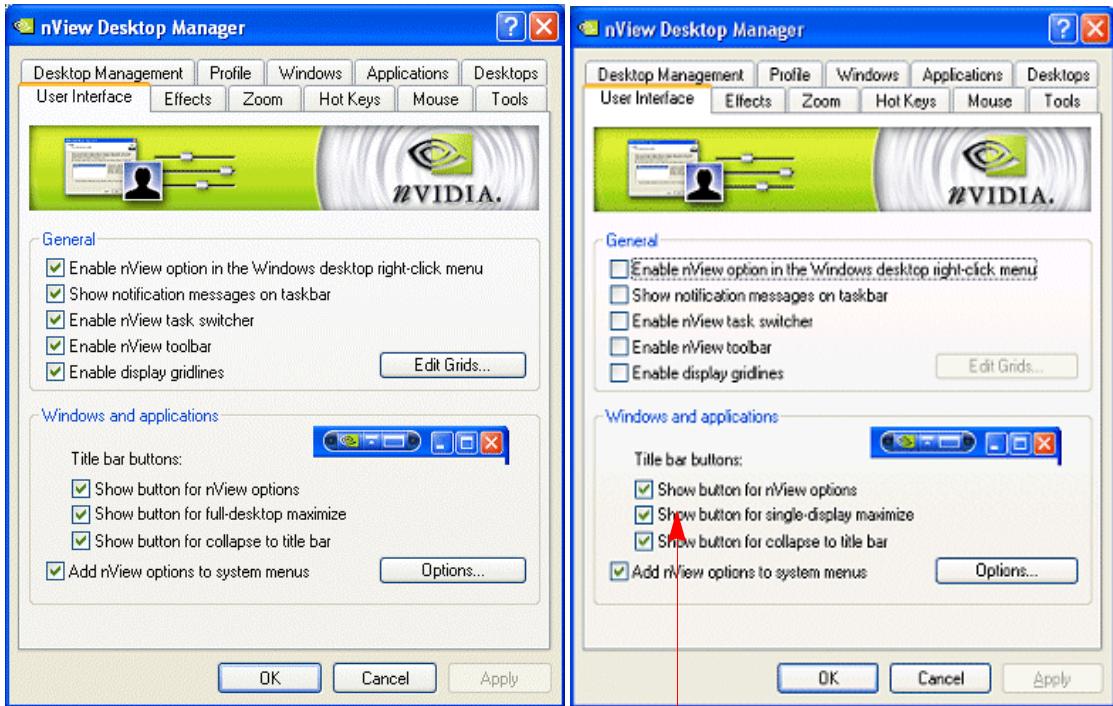 nView Desktop Manager
Desktop Management Profile Windows Applications Desktops
User Interface Effects Zoom Hot Keys Mouse Tools
nVIDIA.
General
Enable nView option in the Windows desktop right-click menu
Show notification messages on taskbar
Enable nView task switcher
Enable nView toolbar
Enable display gridlines
Edit Grids...
Windows and applications
Title bar buttons:
Show button for nView options
Show button for full-desktop maximize
Show button for collapse to title bar
Add nView options to system menus
Options...
OK Cancel Apply
nView Desktop Manager
Desktop Management Profile Windows Applications Desktops
User Interface Effects Zoom Hot Keys Mouse Tools
nVIDIA.
General
Enable nView option in the Windows desktop right-click menu
Show notification messages on taskbar
Enable nView task switcher
Enable nView toolbar
Enable display gridlines
Edit Grids...
Windows and applications
Title bar buttons:
Show button for nView options
Show button for single-display maximize
Show button for collapse to title bar
Add nView options to system menus
Options...
OK Cancel Apply